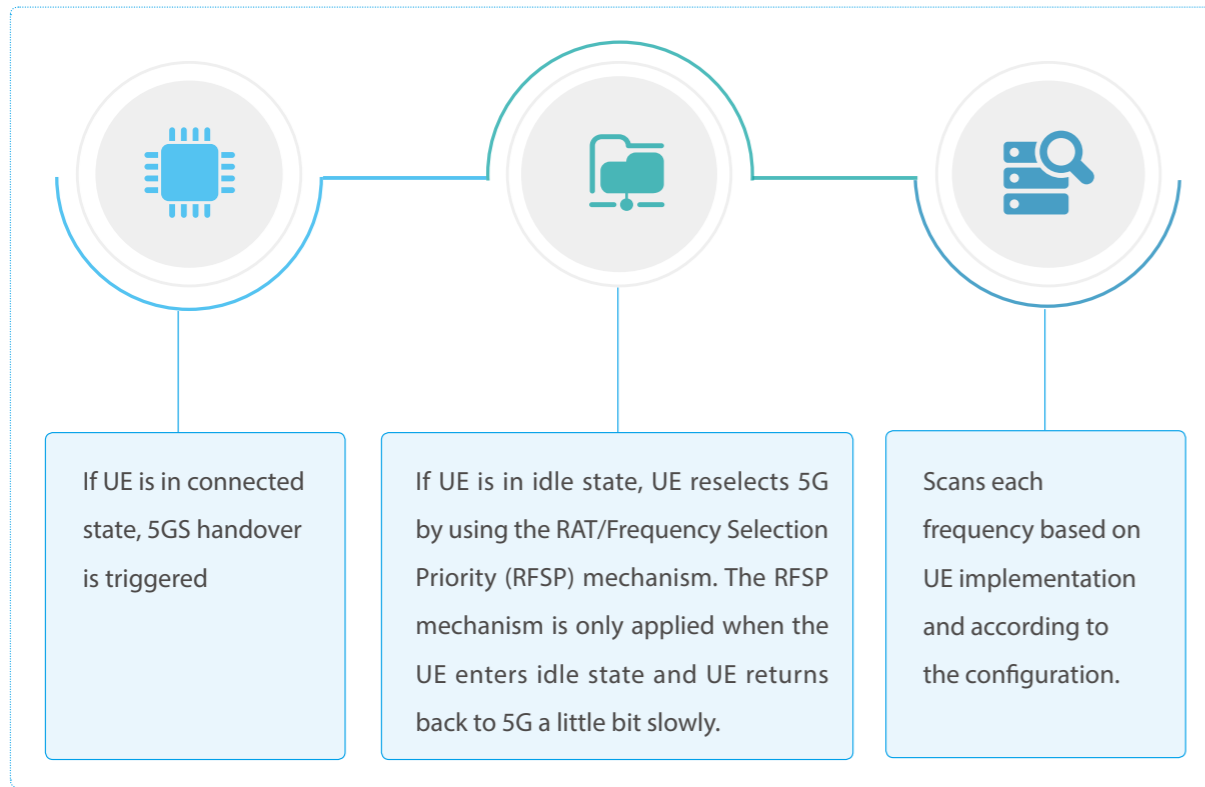 If UE is in connected
state, 5GS handover
is triggered
If UE is in idle state, UE reselects 5G
by using the RAT/Frequency Selection
Priority (RFSP) mechanism. The RFSP
mechanism is only applied when the
UE enters idle state and UE returns
back to 5G a little bit slowly.
Scans each
frequency based on
UE implementation
and according to
the configuration.